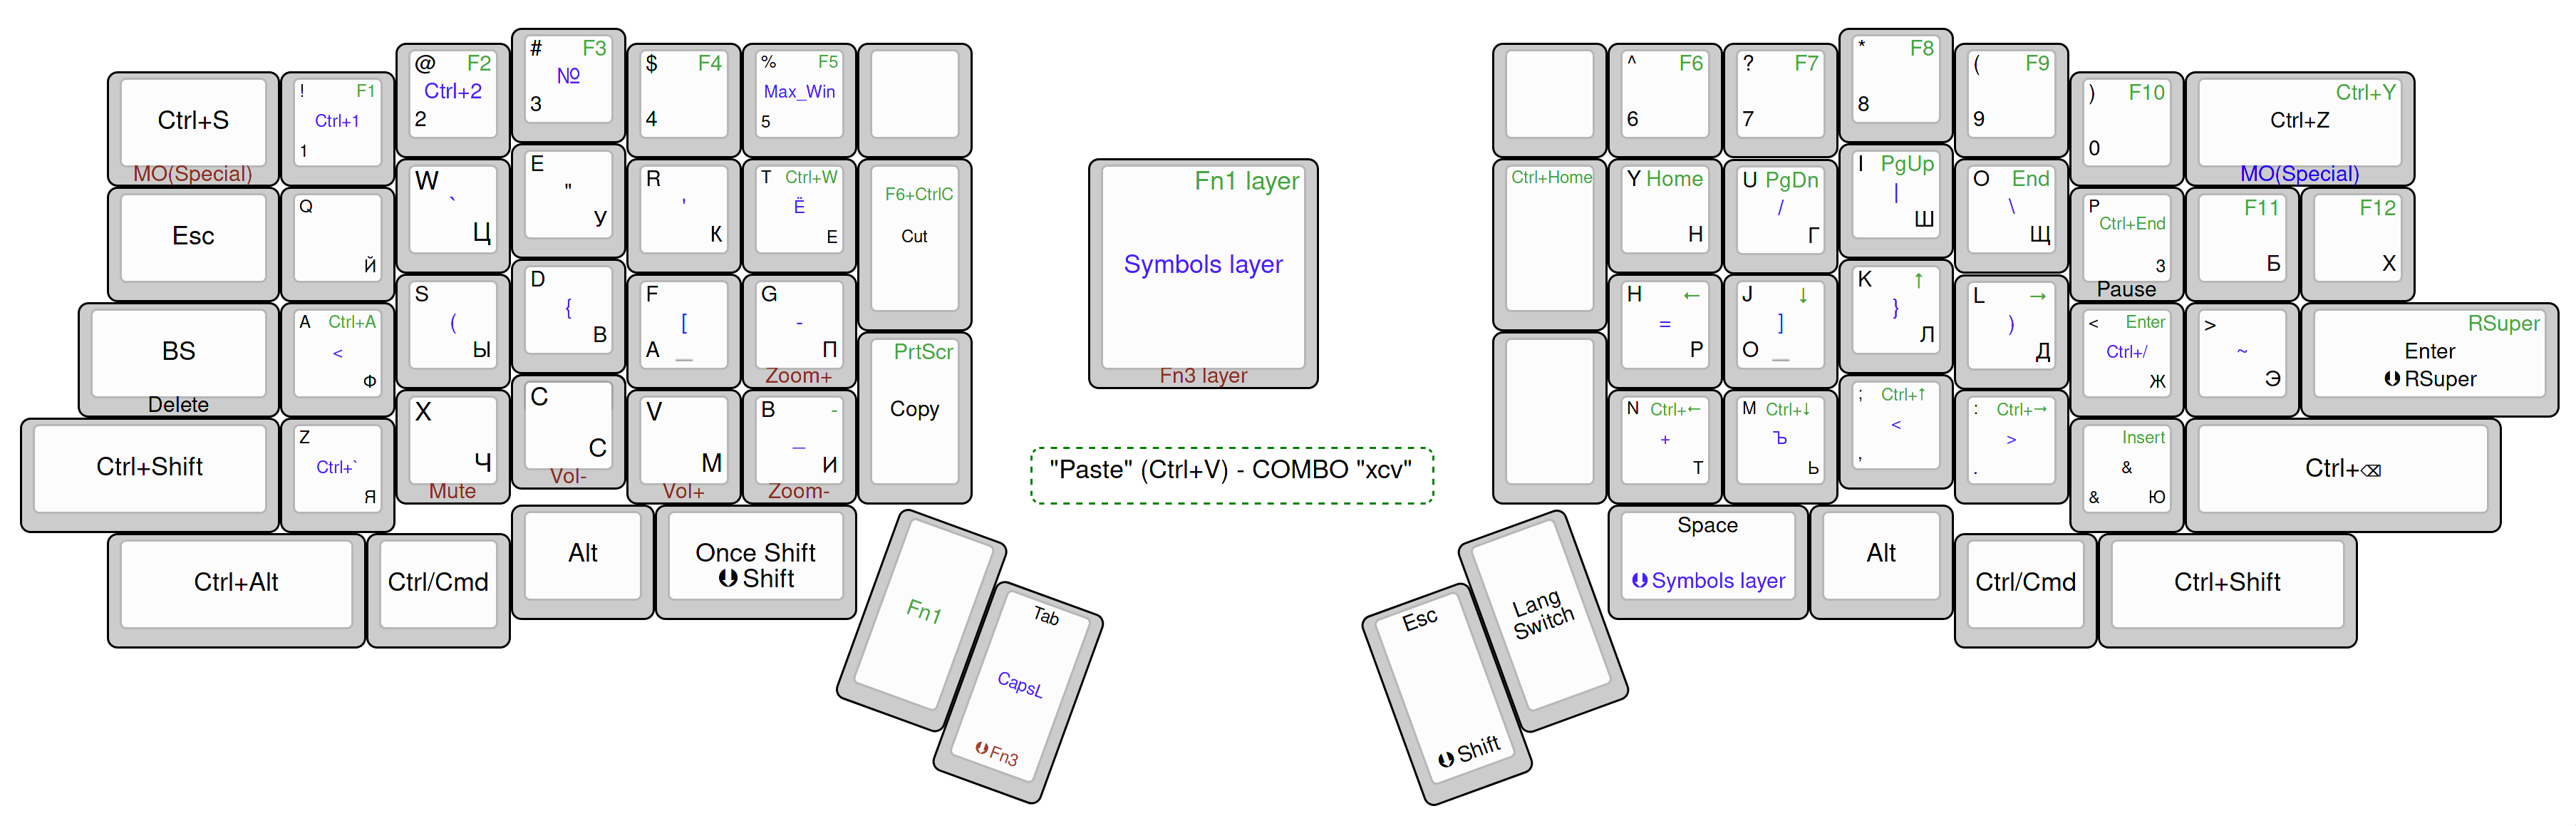 Ctrl+S
MO(Special)
! F1
Ctrl+1
1
@ F2
Ctrl+2
2
# F3
№
3
$ F4
4
% F5
Max_Win
5
Esc
Q
Й
W
`
Ц
E
"
У
R
'
К
T Ctrl+W
Ё
Е
F6+CtrlC
Cut
BS
Delete
A Ctrl+A
<
Ф
S
(
Ы
D
{
В
F
[
А _
G
-
П
Zoom+
PrtScr
Copy
Ctrl+Shift
Z
Ctrl+`
Я
X
Ч
Mute
C
С
Vol-
V
М
Vol+
B -
_
И
Zoom-
Ctrl+Alt
Ctrl/Cmd
Alt
Once Shift
Shift
Fn1
Tab
CapsL
Fn3
Fn1 layer
Symbols layer
Fn3 layer
"Paste" (Ctrl+V) - COMBO "xcv"
^ F6
6
? F7
7
* F8
8
( F9
9
) F10
0
Ctrl+Y
Ctrl+Z
MO(Special)
Ctrl+Home
Y Home
Н
U PgDn
/
Г
I PgUp
|
Ш
O End
\
Щ
P
Ctrl+End
З
Pause
F11
Б
F12
Х
H ←
=
Р
J ↓
]
О _
K ↑
}
Л
L →
)
Д
< Enter
Ctrl+/
Ж
>
~
Э
RSuper
Enter
RSuper
N Ctrl+←
+
Т
M Ctrl+↓
Ъ
Ь
; Ctrl+↑
<
,
: Ctrl+→
>
.
Insert
&
& Ю
Ctrl+⌫
Space
Symbols layer
Alt
Ctrl/Cmd
Ctrl+Shift
Lang
Switch
Esc
Shift